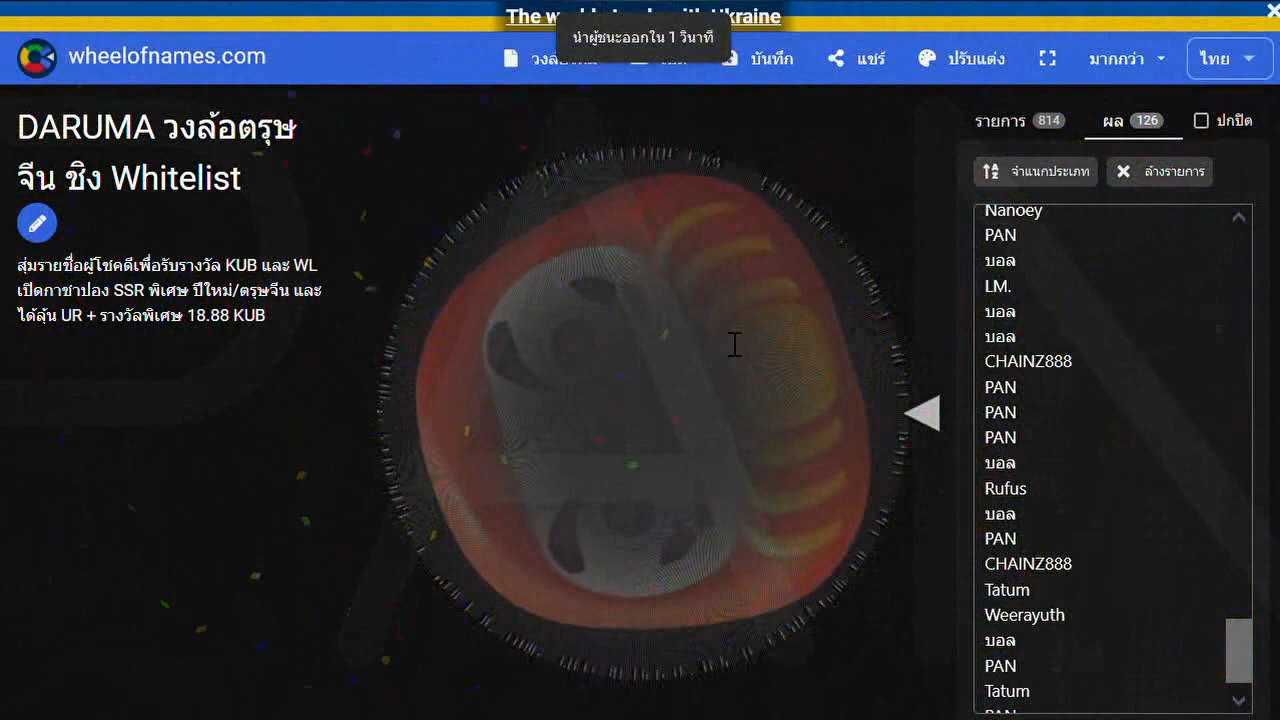 The world stands with Ukraine
นำผู้ชนะออกใน 1 วินาที
wheelofnames.com
บันทึก
แชร์
ปรับแต่ง
มากกว่า
ไทย
DARUMA วงล้อตรุษ
จีน ชิง Whitelist
สุ่มรายชื่อผู้โชคดีเพื่อรับรางวัล KUB และ WL
เปิดกาชาปอง SSR พิเศษ ปีใหม่/ตรุษจีน และ
ได้ลุ้น UR + รางวัลพิเศษ 18.88 KUB
รายการ 814
ผล 126
ปกปิด
จำแนกประเภท
ล้างรายการ
Nanoey
PAN
บอล
LM.
บอล
บอล
CHAINZ888
PAN
PAN
PAN
บอล
Rufus
บอล
PAN
CHAINZ888
Tatum
Weerayuth
บอล
PAN
Tatum
PAN